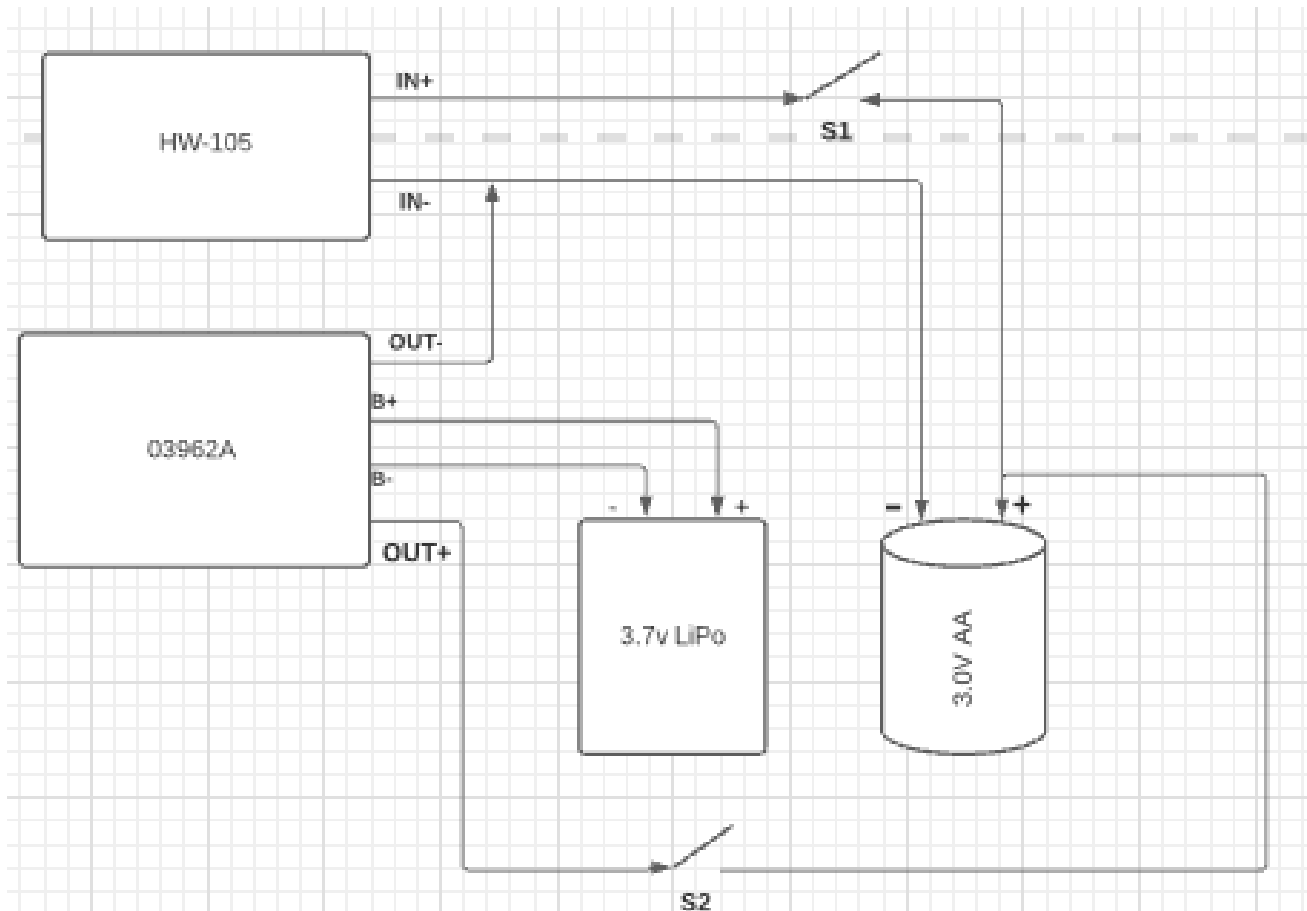 IN+
S1
HW-105
IN-
OUT-
B+
03962A
B-
- +
- +
OUT+
3.7v LiPo
3.0V AA
S2